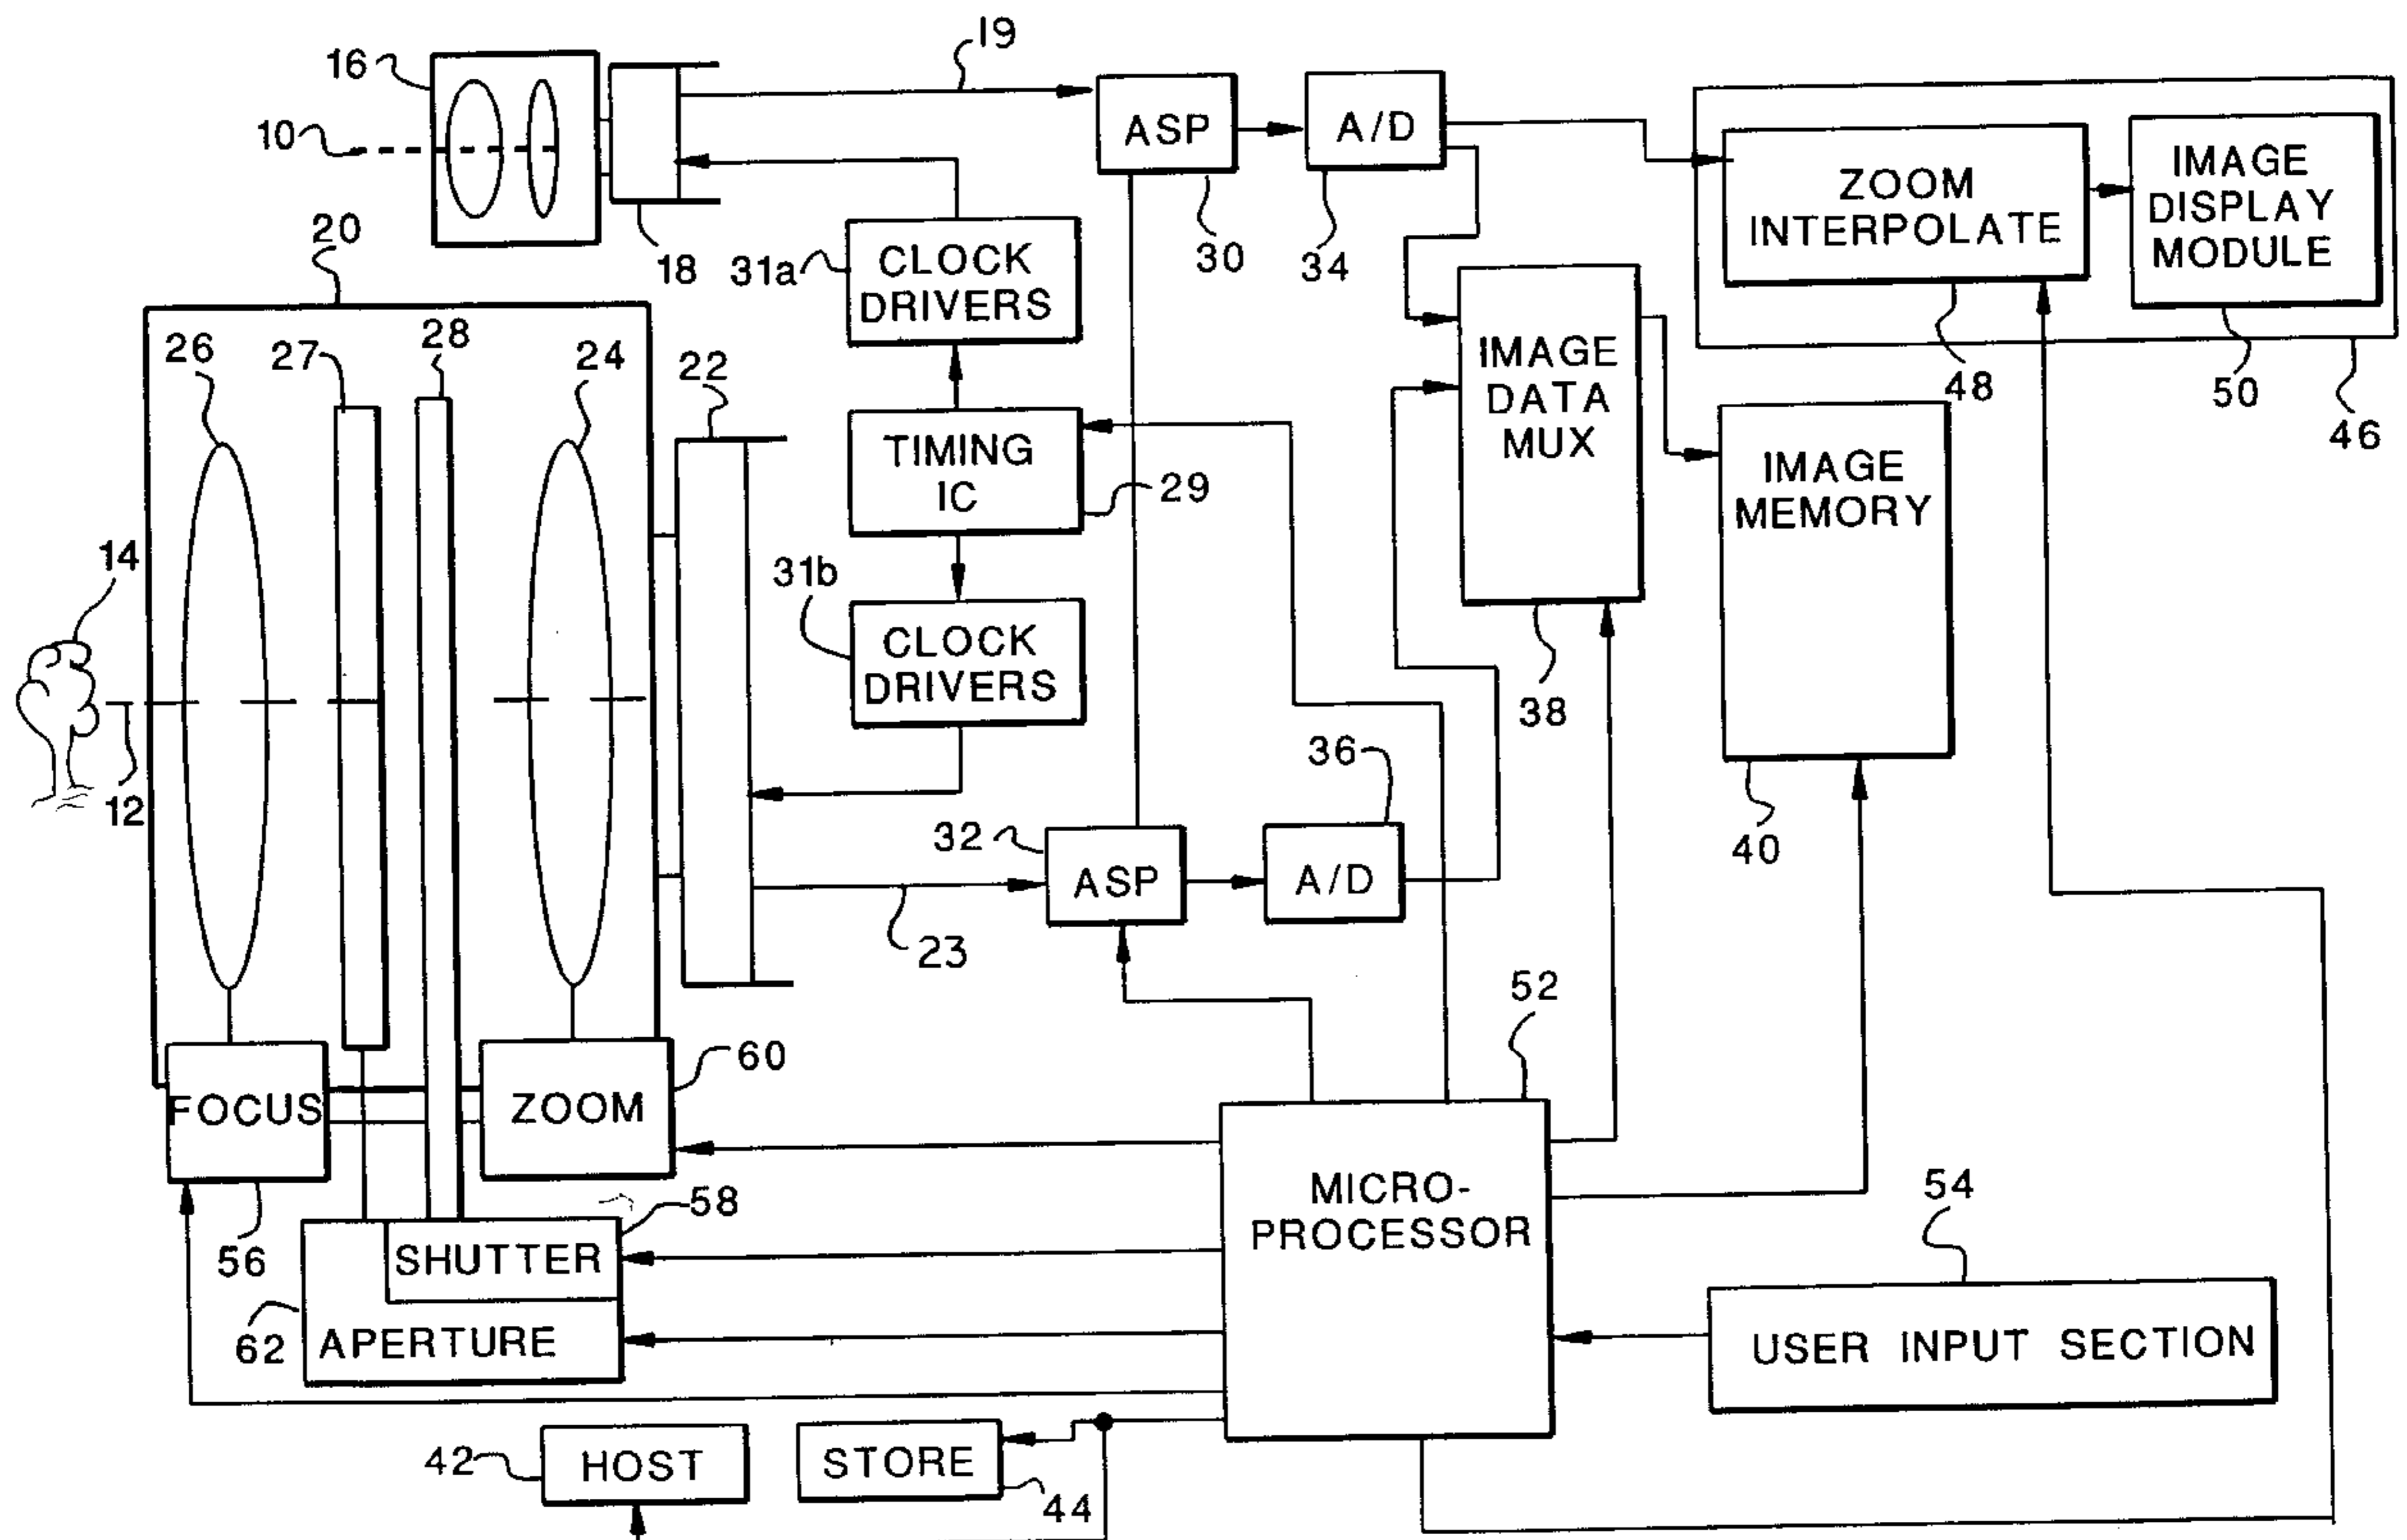 19
16
10
ASP
A/D
ZOOM
INTERPOLATE
IMAGE
DISPLAY
MODULE
20
18
31a
CLOCK
DRIVERS
30
34
26
27
28
24
22
IMAGE
DATA
MUX
48
50
46
TIMING
IC
29
IMAGE
MEMORY
14
31b
CLOCK
DRIVERS
38
12
36
40
32
ASP
A/D
23
52
FOCUS
ZOOM
60
MICRO-
PROCESSOR
54
56
SHUTTER
58
62
APERTURE
USER INPUT SECTION
42
HOST
STORE
44